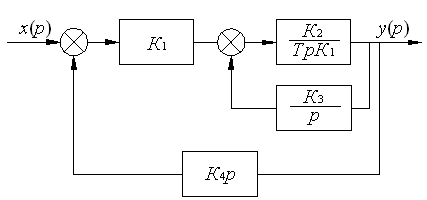 x(p)
y(p)
K₁
K₂
TpK₁
K₃
p
K₄p